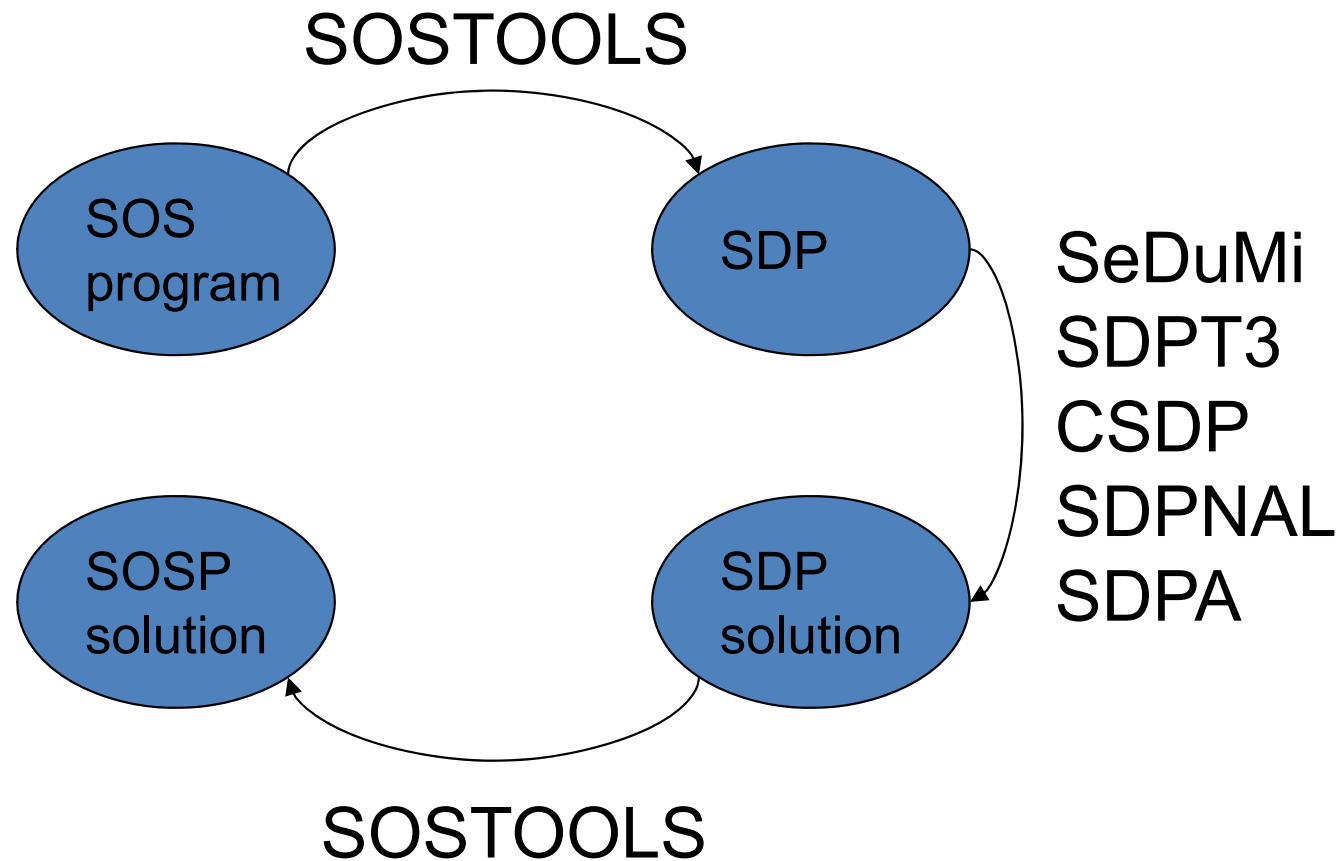 SOSTOOLS
SOS
program
SDP
SeDuMi
SDPT3
CSDP
SDPNAL
SDPA
SOSP
solution
SDP
solution
SOSTOOLS